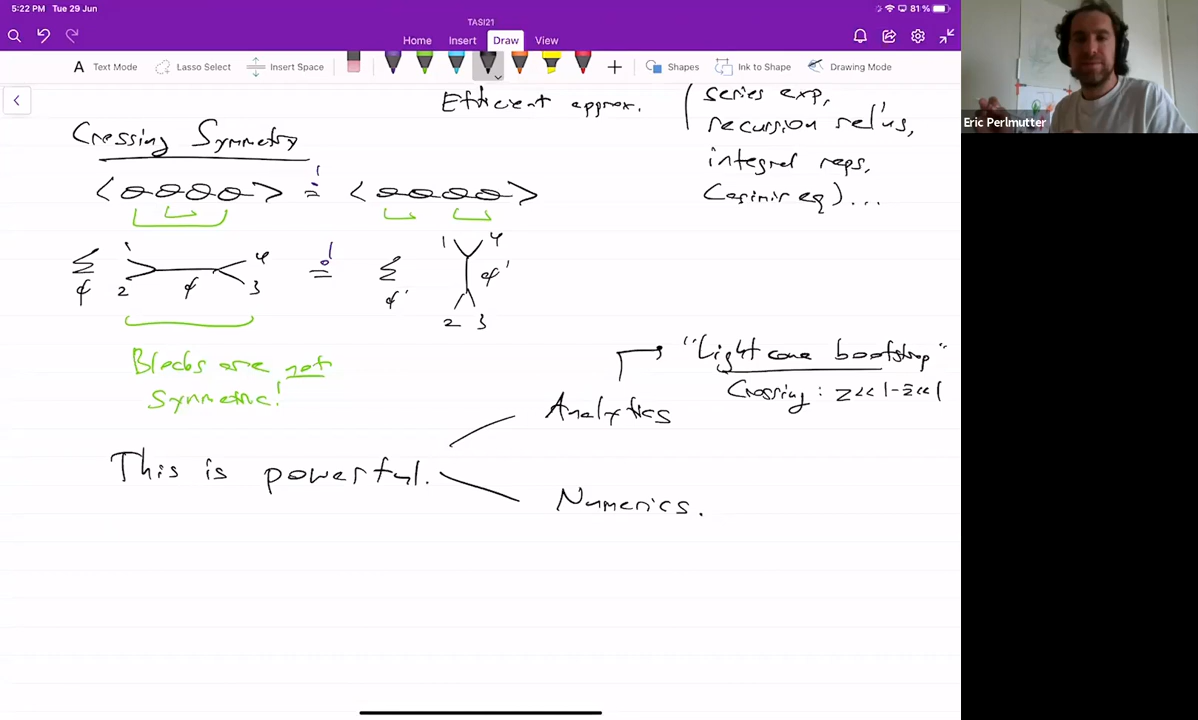 5:22 PM Tue 29 Jun
81 %
TASI21
Home Insert Draw View
Text Mode Lasso Select Insert Space Shapes Ink to Shape Drawing Mode
Eric Perlmutter
Efficient approx.
series exp,
recursion rel'ns,
integral reps,
Casimir eq)...
Crossing Symmetry
<OOOO> =! <OOOO>
Σ 1 2 φ 4 3 =! Σ 1 4 φ' 2 3
φ φ'
Blocks are not
Symmetric!
"Lightcone bootstrap"
Crossing: z<<1-z̄<<1
Analytics
This is powerful.
Numerics.